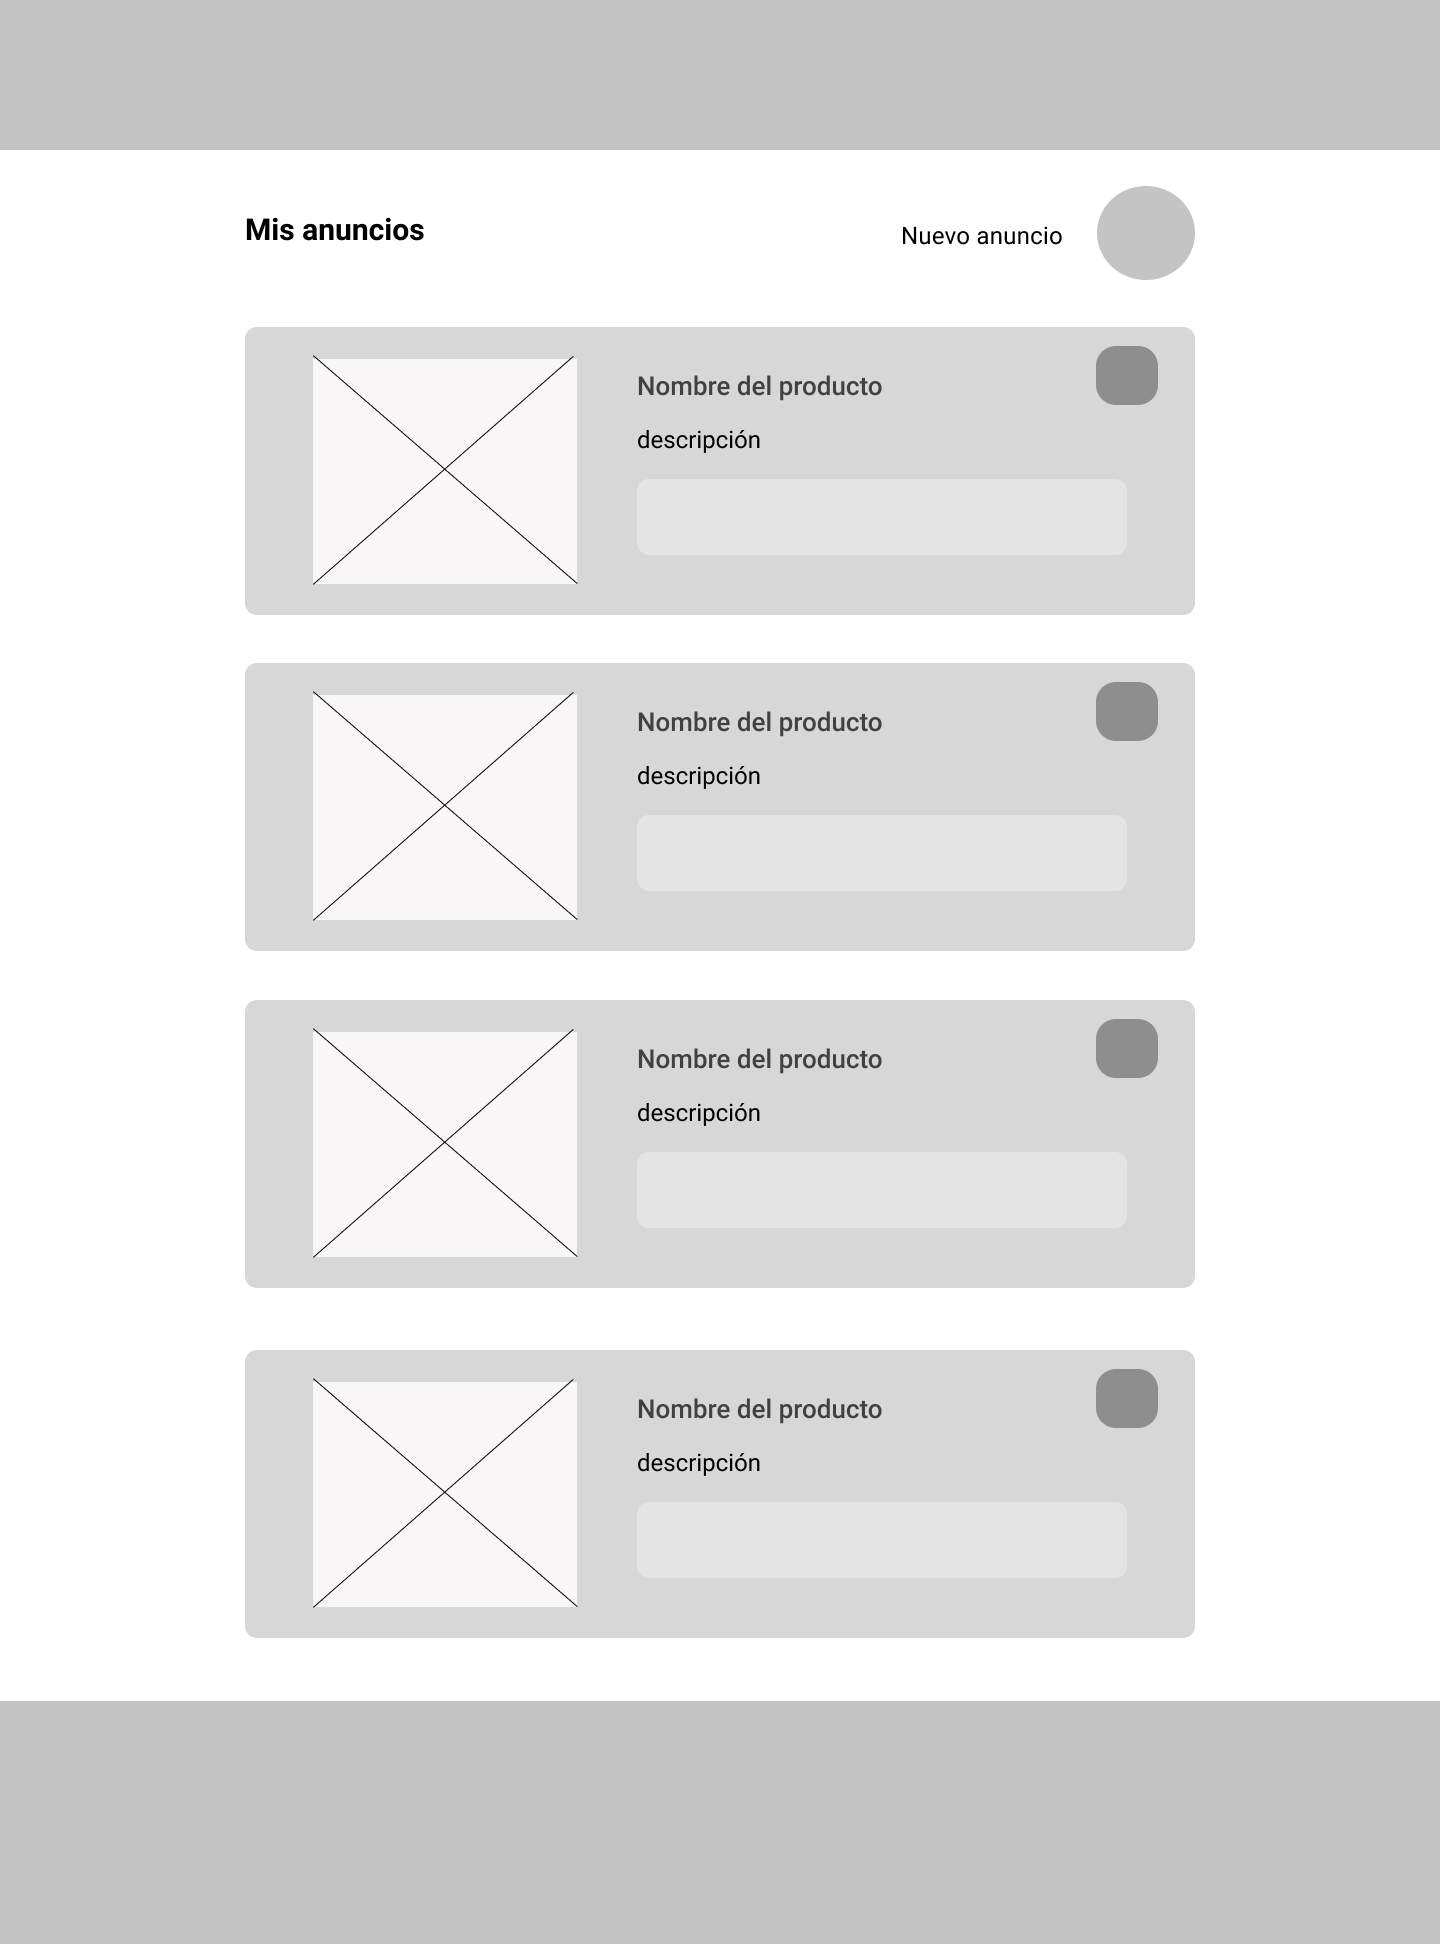 Mis anuncios
Nuevo anuncio
Nombre del producto
descripción
Nombre del producto
descripción
Nombre del producto
descripción
Nombre del producto
descripción